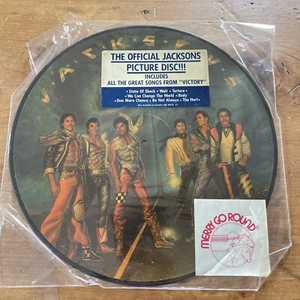 JACKSONS
THE OFFICIAL JACKSONS
PICTURE DISC!!!
INCLUDES
ALL THE GREAT SONGS FROM "VICTORY"
• State Of Shock • Wait • Torture •
• We Can Change The World • Body
• One More Chance • Be Not Always • The Hurt •
MERRY GO ROUND